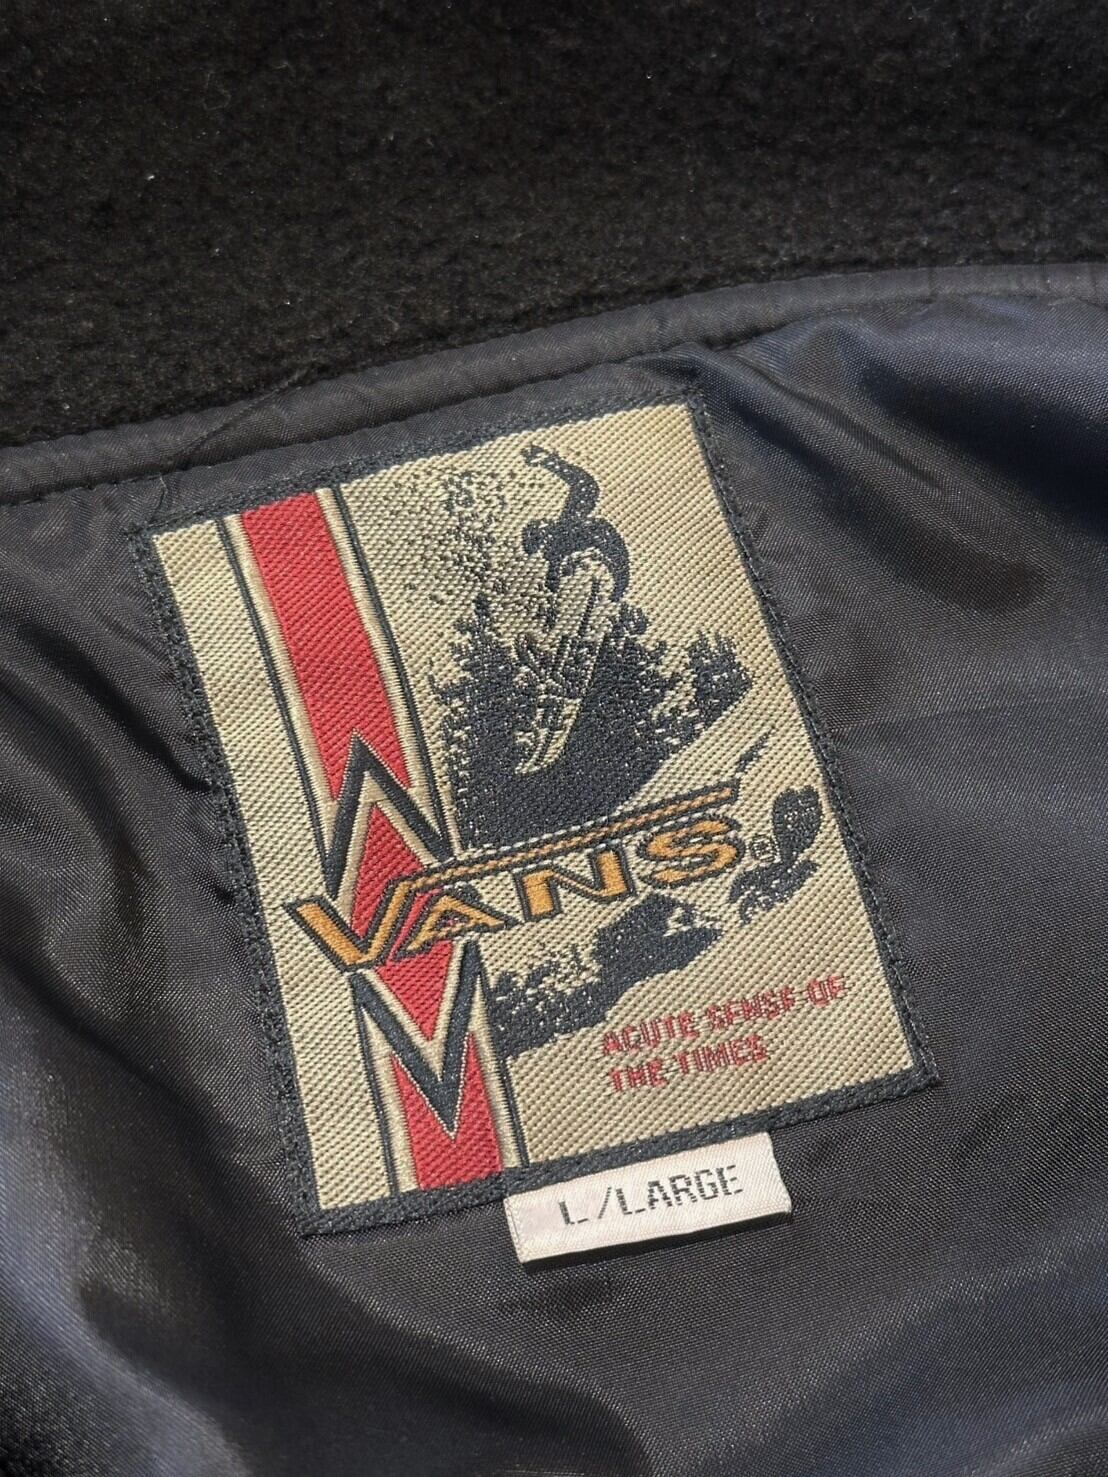 VANS®
ACUTE SENSE OF
THE TIMES
L/LARGE